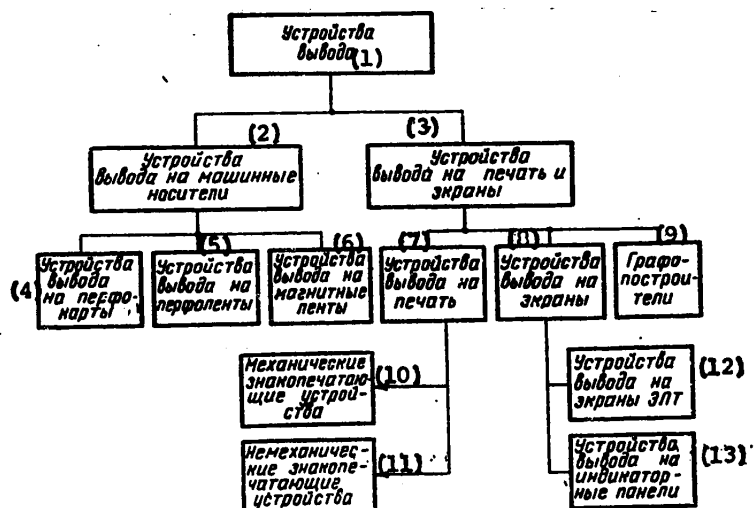 Устройства
вывода (1)
(2)
Устройства
вывода на машинные
носители
(3)
Устройства
вывода на печать и
экраны
(4)
Устройства
вывода
на перфо-
карты
(5)
Устройства
вывода на
перфоленты
(6)
Устройства
вывода на
магнитные
ленты
(7)
Устройства
вывода на
печать
(8)
Устройства
вывода на
экраны
(9)
Графо-
построи-
тели
Механические
знакопечатаю-
щие устрой-
ства
(10)
Немеханичес-
кие знакопе-
чатающие
устройства
(11)
Устройства
вывода на
экраны ЭЛТ
(12)
Устройства
вывода на
индикатор-
ные панели
(13)